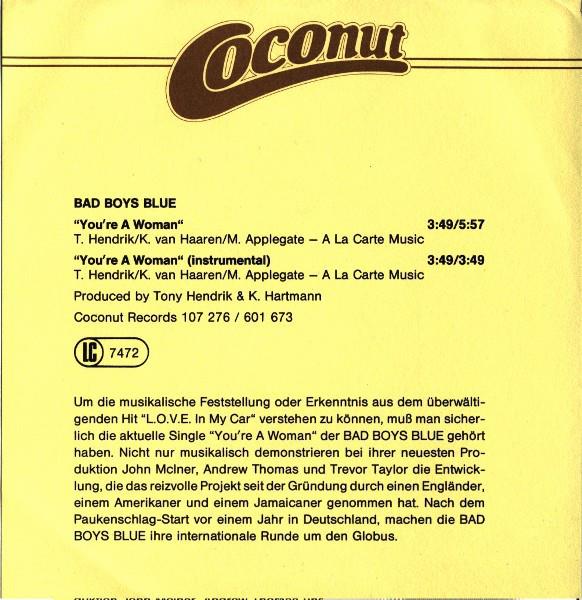 Coconut
BAD BOYS BLUE
“You're A Woman“ 3:49/5:57
T. Hendrik/K. van Haaren/M. Applegate – A La Carte Music
“You're A Woman“ (instrumental) 3:49/3:49
T. Hendrik/K. van Haaren/M. Applegate – A La Carte Music
Produced by Tony Hendrik & K. Hartmann
Coconut Records 107 276 / 601 673
LC 7472
Um die musikalische Feststellung oder Erkenntnis aus dem überwälti-
genden Hit “L.O.V.E. In My Car“ verstehen zu können, muß man sicher-
lich die aktuelle Single “You're A Woman“ der BAD BOYS BLUE gehört
haben. Nicht nur musikalisch demonstrieren bei ihrer neuesten Pro-
duktion John McIner, Andrew Thomas und Trevor Taylor die Entwick-
lung, die das reizvolle Projekt seit der Gründung durch einen Engländer,
einem Amerikaner und einem Jamaicaner genommen hat. Nach dem
Paukenschlag-Start vor einem Jahr in Deutschland, machen die BAD
BOYS BLUE ihre internationale Runde um den Globus.